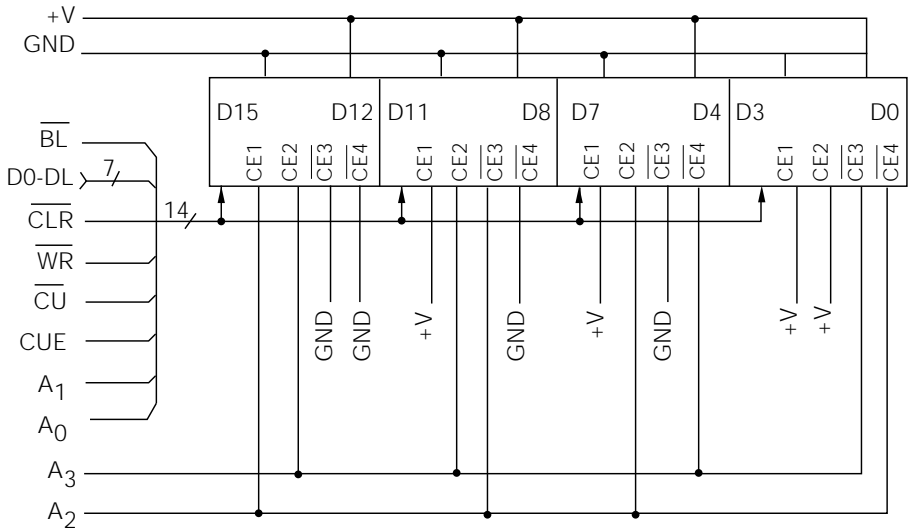 +V
GND
D15 D12 D11 D8 D7 D4 D3 D0
CE1 CE2 CE3 CE4 CE1 CE2 CE3 CE4 CE1 CE2 CE3 CE4 CE1 CE2 CE3 CE4
BL
D0-DL 7
CLR 14
WR
CU
CUE
A1
A0
GND GND +V GND +V GND +V +V
A3
A2